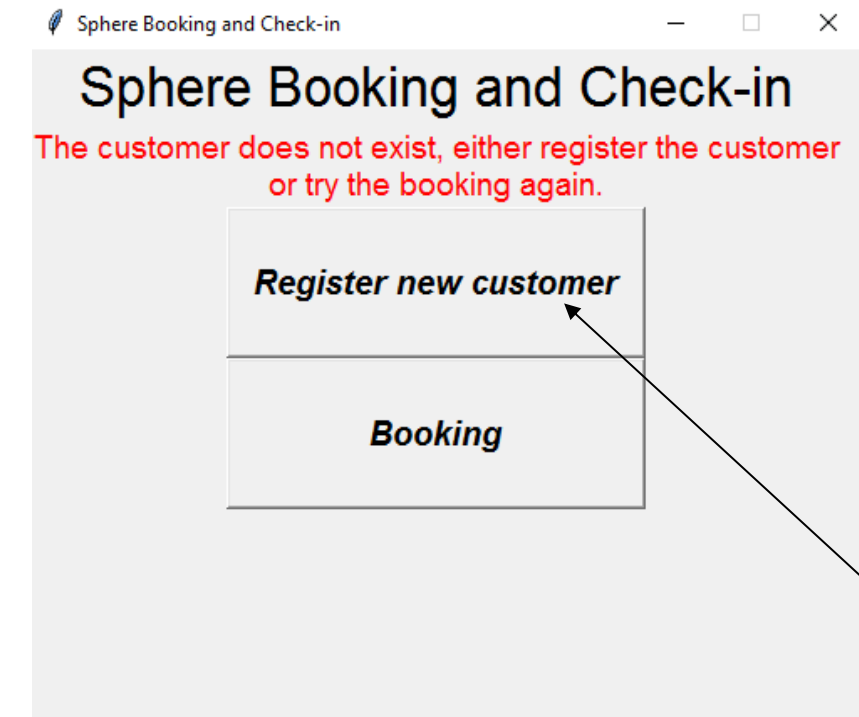 Sphere Booking and Check-in
Sphere Booking and Check-in
The customer does not exist, either register the customer
or try the booking again.
Register new customer
Booking